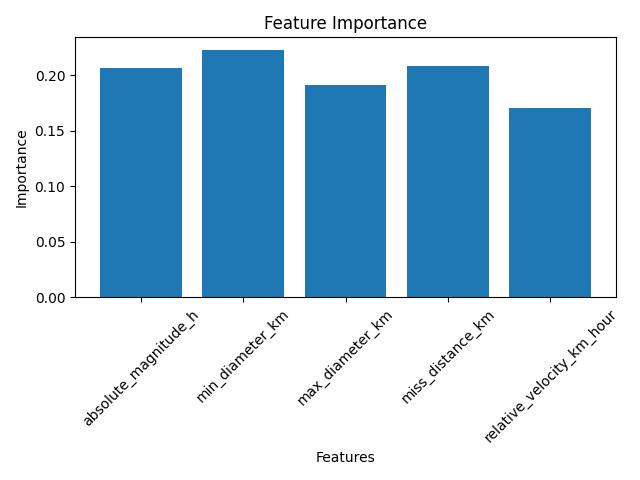 Feature Importance
Importance
0.20
0.15
0.10
0.05
0.00
absolute_magnitude_h
min_diameter_km
max_diameter_km
miss_distance_km
relative_velocity_km_hour
Features